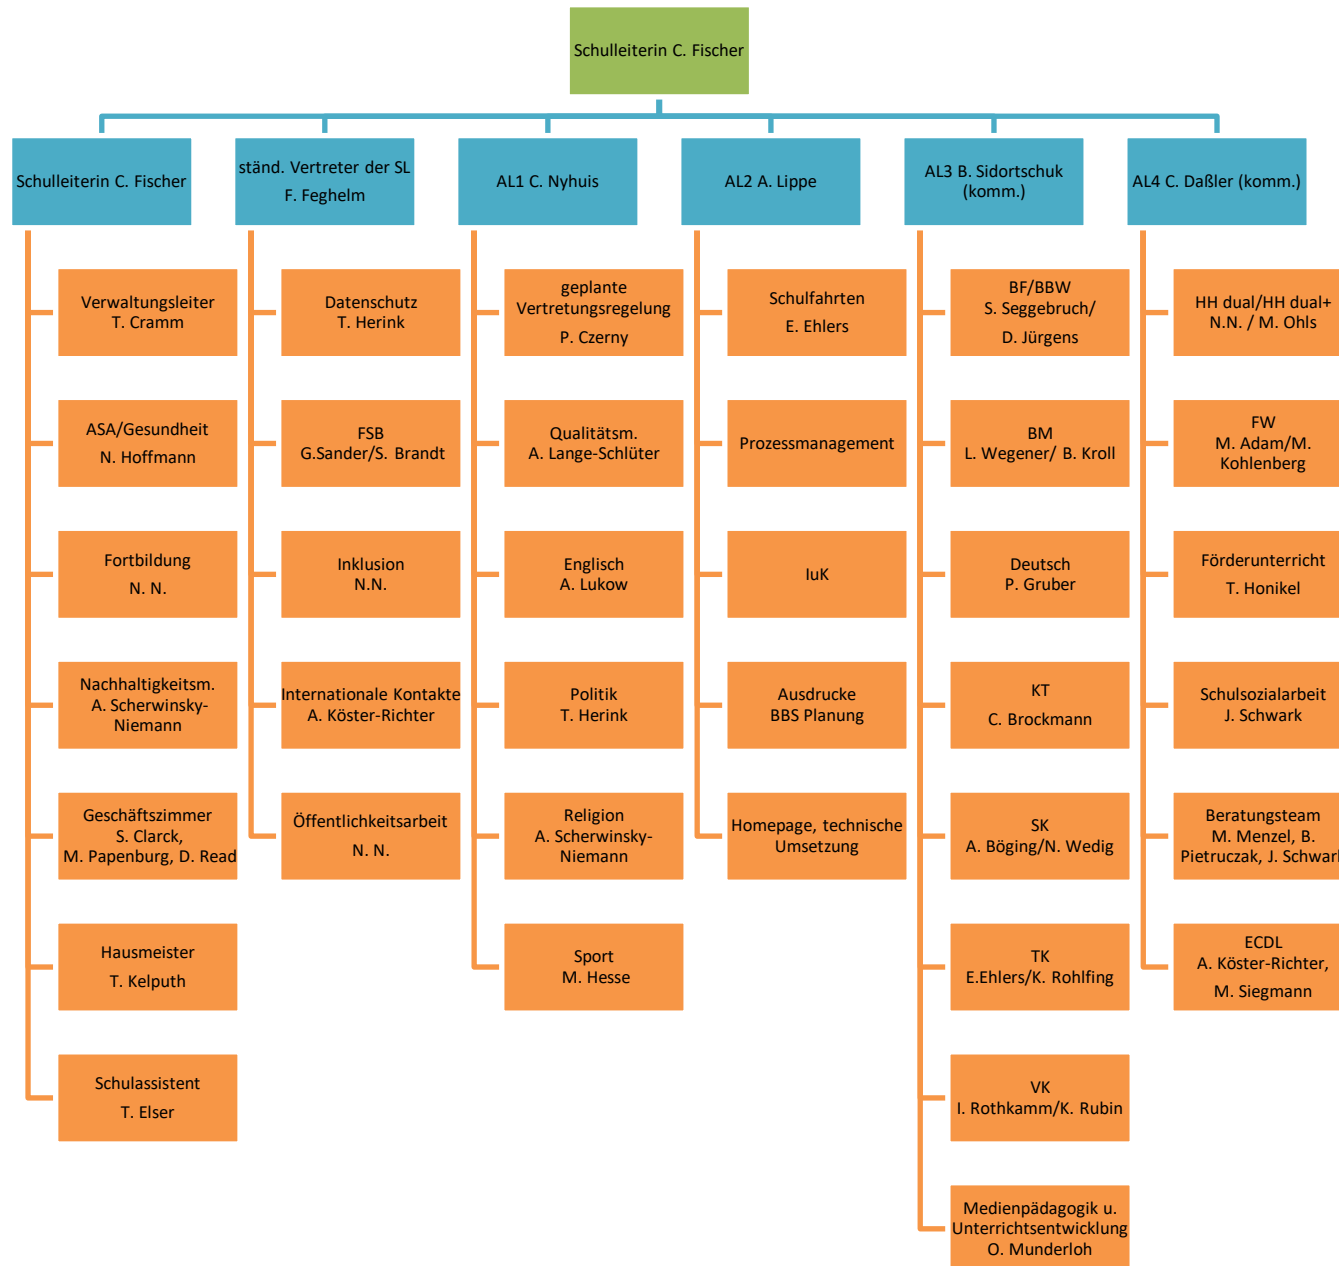 Schulleiterin C. Fischer
Schulleiterin C. Fischer
Verwaltungsleiter
T. Cramm
ASA/Gesundheit
N. Hoffmann
Fortbildung
N. N.
Nachhaltigkeitsm.
A. Scherwinsky-
Niemann
Geschäftszimmer
S. Clarck,
M. Papenburg, D. Read
Hausmeister
T. Kelputh
Schulassistent
T. Elser
ständ. Vertreter der SL
F. Feghelm
Datenschutz
T. Herink
FSB
G.Sander/S. Brandt
Inklusion
N.N.
Internationale Kontakte
A. Köster-Richter
Öffentlichkeitsarbeit
N. N.
AL1 C. Nyhuis
geplante
Vertretungsregelung
P. Czerny
Qualitätsm.
A. Lange-Schlüter
Englisch
A. Lukow
Politik
T. Herink
Religion
A. Scherwinsky-
Niemann
Sport
M. Hesse
AL2 A. Lippe
Schulfahrten
E. Ehlers
Prozessmanagement
IuK
Ausdrucke
BBS Planung
Homepage, technische
Umsetzung
AL3 B. Sidortschuk
(komm.)
BF/BBW
S. Seggebruch/
D. Jürgens
BM
L. Wegener/ B. Kroll
Deutsch
P. Gruber
KT
C. Brockmann
SK
A. Böging/N. Wedig
TK
E.Ehlers/K. Rohlfing
VK
I. Rothkamm/K. Rubin
Medienpädagogik u.
Unterrichtsentwicklung
O. Munderloh
AL4 C. Daßler (komm.)
HH dual/HH dual+
N.N. / M. Ohls
FW
M. Adam/M.
Kohlenberg
Förderunterricht
T. Honikel
Schulsozialarbeit
J. Schwark
Beratungsteam
M. Menzel, B.
Pietruczak, J. Schwark
ECDL
A. Köster-Richter,
M. Siegmann